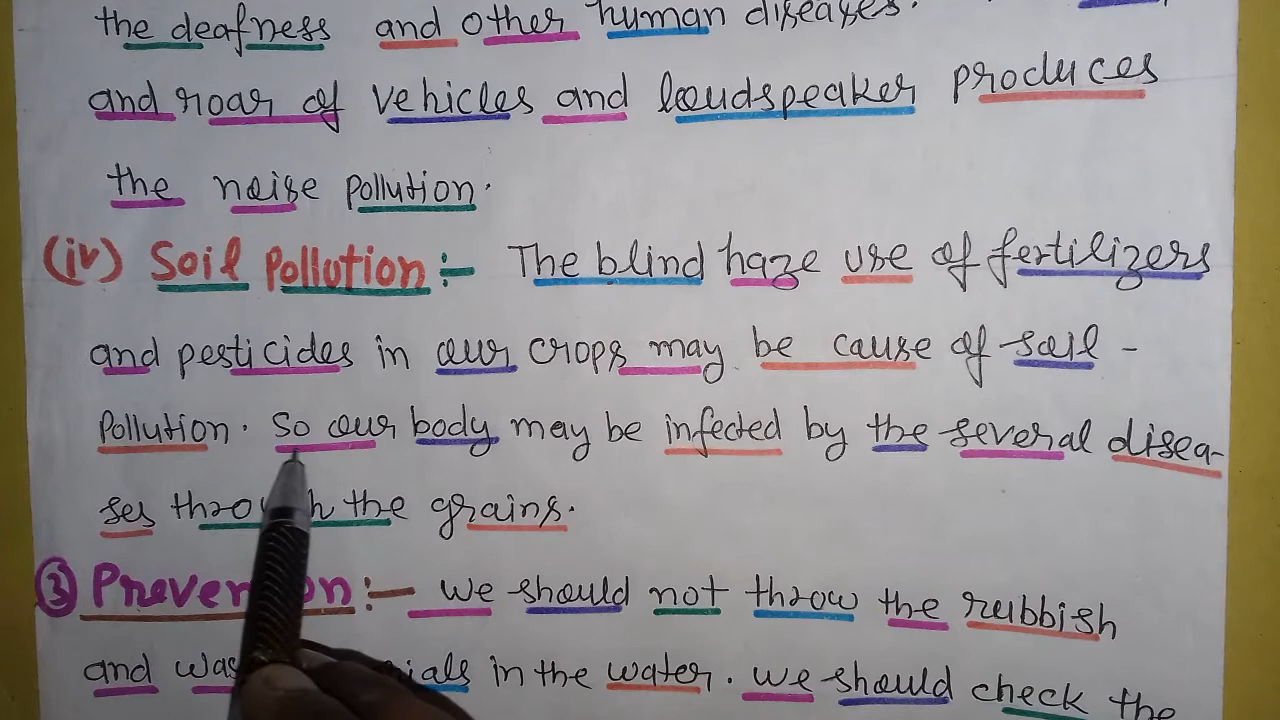 the deafness and other human diseases.
and roar of vehicles and loudspeaker produces
the noise pollution.
(iv) Soil Pollution:- The blind haze use of fertilizers
and pesticides in our crops may be cause of soil-
Pollution. So our body may be infected by the several disea-
ses through the grains.
③ Prevention:- We should not throw the rubbish
and in the water. We should check the